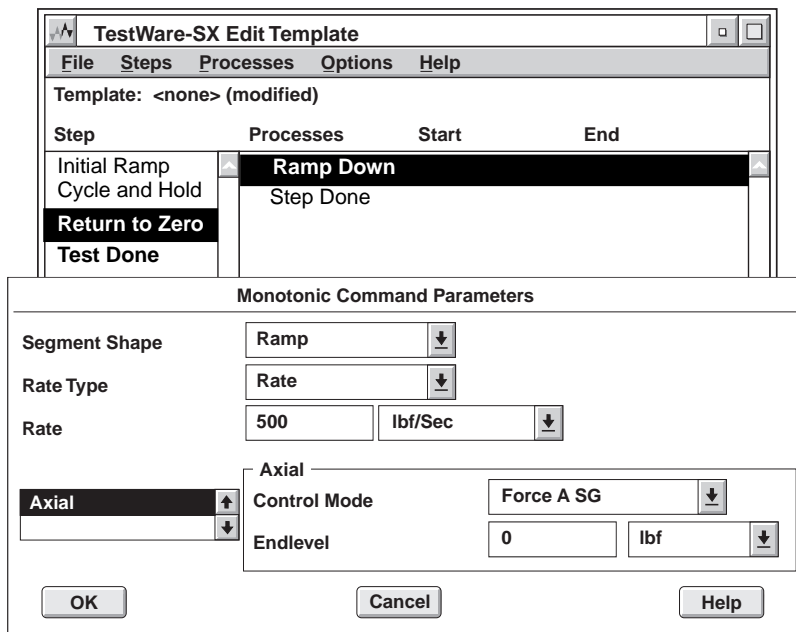 TestWare-SX Edit Template
File Steps Processes Options Help
Template: <none> (modified)
Step Processes Start End
Initial Ramp Ramp Down
Cycle and Hold Step Done
Return to Zero
Test Done
Monotonic Command Parameters
Segment Shape Ramp
Rate Type Rate
Rate 500 lbf/Sec
Axial
Axial Control Mode Force A SG
Endlevel 0 lbf
OK Cancel Help